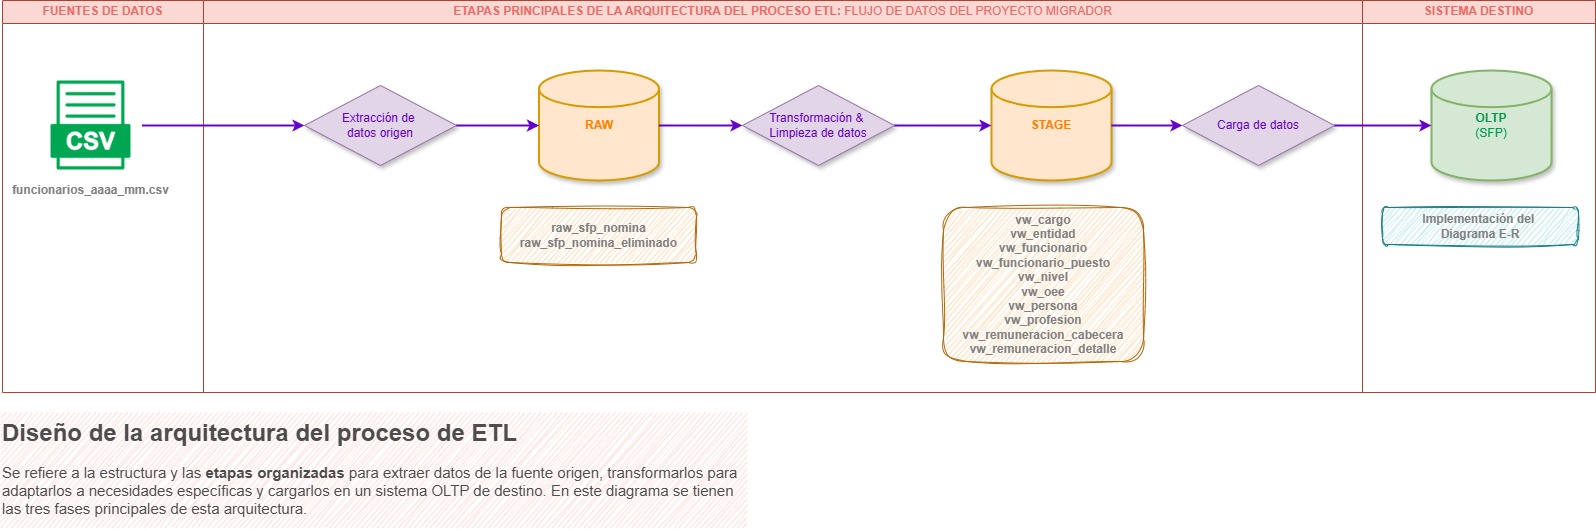 FUENTES DE DATOS
ETAPAS PRINCIPALES DE LA ARQUITECTURA DEL PROCESO ETL: FLUJO DE DATOS DEL PROYECTO MIGRADOR
SISTEMA DESTINO
CSV
funcionarios_aaaa_mm.csv
Extracción de
datos origen
RAW
raw_sfp_nomina
raw_sfp_nomina_eliminado
Transformación &
Limpieza de datos
STAGE
vw_cargo
vw_entidad
vw_funcionario
vw_funcionario_puesto
vw_nivel
vw_oee
vw_persona
vw_profesion
vw_remuneracion_cabecera
vw_remuneracion_detalle
Carga de datos
OLTP
(SFP)
Implementación del
Diagrama E-R
Diseño de la arquitectura del proceso de ETL
Se refiere a la estructura y las etapas organizadas para extraer datos de la fuente origen, transformarlos para
adaptarlos a necesidades específicas y cargarlos en un sistema OLTP de destino. En este diagrama se tienen
las tres fases principales de esta arquitectura.